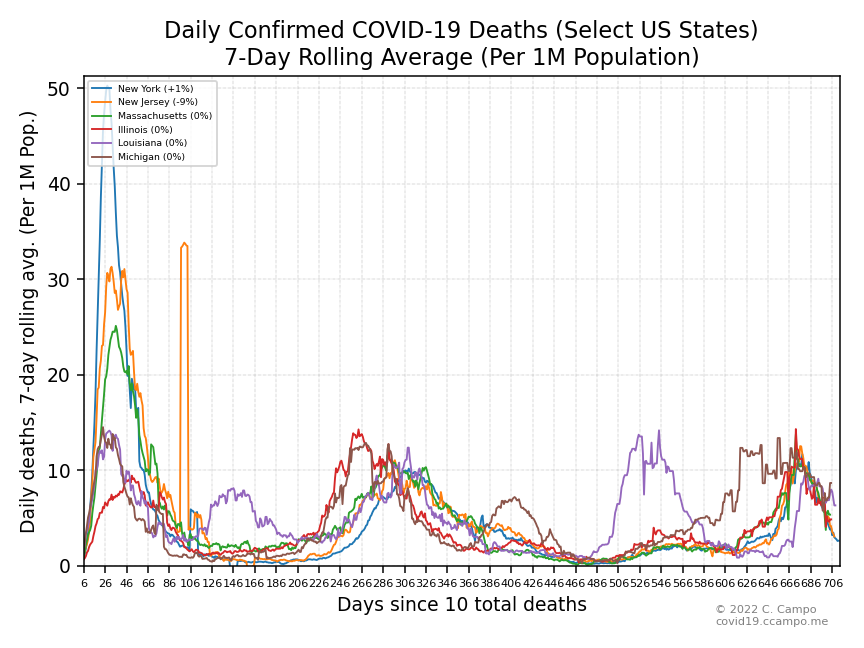 Daily Confirmed COVID-19 Deaths (Select US States)
7-Day Rolling Average (Per 1M Population)
Daily deaths, 7-day rolling avg. (Per 1M Pop.)
50
40
30
20
10
0
New York (+1%)
New Jersey (-9%)
Massachusetts (0%)
Illinois (0%)
Louisiana (0%)
Michigan (0%)
6 26 46 66 86 106 126 146 166 186 206 226 246 266 286 306 326 346 366 386 406 426 446 466 486 506 526 546 566 586 606 626 646 666 686 706
Days since 10 total deaths
© 2022 C. Campo
covid19.ccampo.me